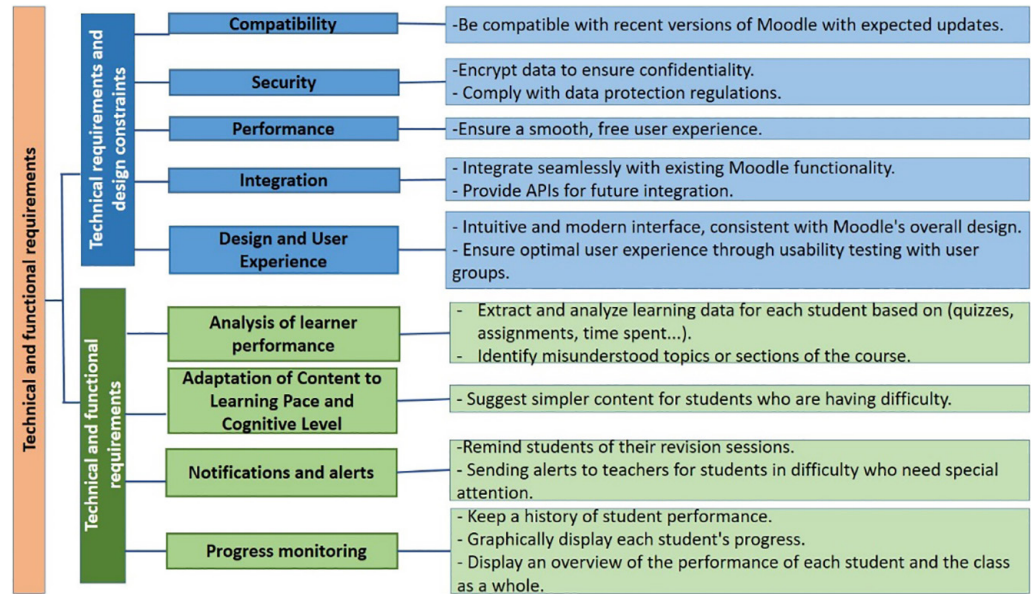 Technical and functional requirements
Technical requirements and
design constraints
Compatibility
-Be compatible with recent versions of Moodle with expected updates.
Security
-Encrypt data to ensure confidentiality.
- Comply with data protection regulations.
Performance
-Ensure a smooth, free user experience.
Integration
- Integrate seamlessly with existing Moodle functionality.
- Provide APIs for future integration.
Design and User
Experience
- Intuitive and modern interface, consistent with Moodle's overall design.
- Ensure optimal user experience through usability testing with user
groups.
Technical and functional
requirements
Analysis of learner
performance
- Extract and analyze learning data for each student based on (quizzes,
assignments, time spent...).
- Identify misunderstood topics or sections of the course.
Adaptation of Content to
Learning Pace and
Cognitive Level
- Suggest simpler content for students who are having difficulty.
Notifications and alerts
-Remind students of their revision sessions.
- Sending alerts to teachers for students in difficulty who need special
attention.
Progress monitoring
- Keep a history of student performance.
- Graphically display each student's progress.
- Display an overview of the performance of each student and the class
as a whole.